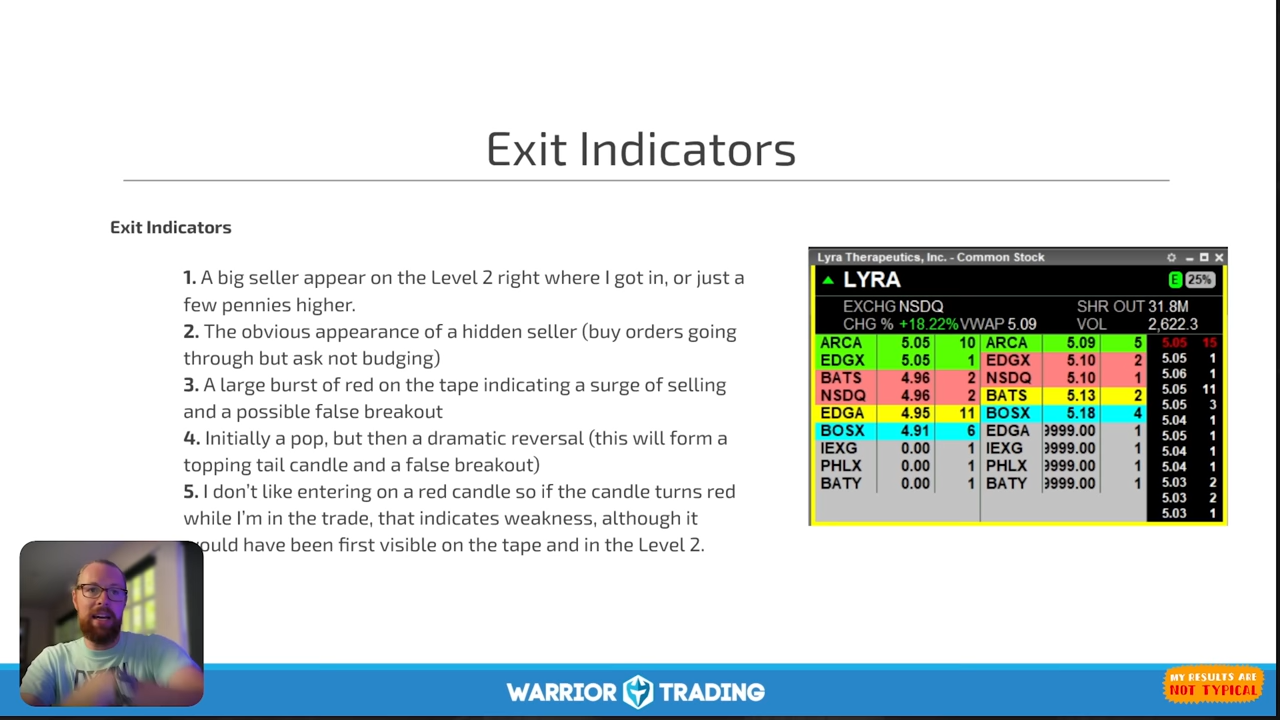 Exit Indicators
Exit Indicators
1. A big seller appear on the Level 2 right where I got in, or just a
few pennies higher.
2. The obvious appearance of a hidden seller (buy orders going
through but ask not budging)
3. A large burst of red on the tape indicating a surge of selling
and a possible false breakout
4. Initially a pop, but then a dramatic reversal (this will form a
topping tail candle and a false breakout)
5. I don't like entering on a red candle so if the candle turns red
while I'm in the trade, that indicates weakness, although it
would have been first visible on the tape and in the Level 2.
Lyra Therapeutics, Inc. - Common Stock
LYRA E 25%
EXCHG NSDQ SHR OUT 31.8M
CHG % +18.22% VWAP 5.09 VOL 2,622.3
ARCA 5.05 10 ARCA 5.09 5 5.05 15
EDGX 5.05 1 EDGX 5.10 2 5.05 1
BATS 4.96 2 NSDQ 5.10 1 5.06 1
NSDQ 4.96 2 BATS 5.13 2 5.05 11
EDGA 4.95 11 BOSX 5.18 4 5.05 3
BOSX 4.91 6 EDGA 9999.00 1 5.04 1
IEXG 0.00 1 IEXG 9999.00 1 5.05 1
PHLX 0.00 1 PHLX 9999.00 1 5.04 1
BATY 0.00 1 BATY 9999.00 1 5.04 1
5.03 2
5.03 2
5.03 1
WARRIOR TRADING
MY RESULTS ARE
NOT TYPICAL